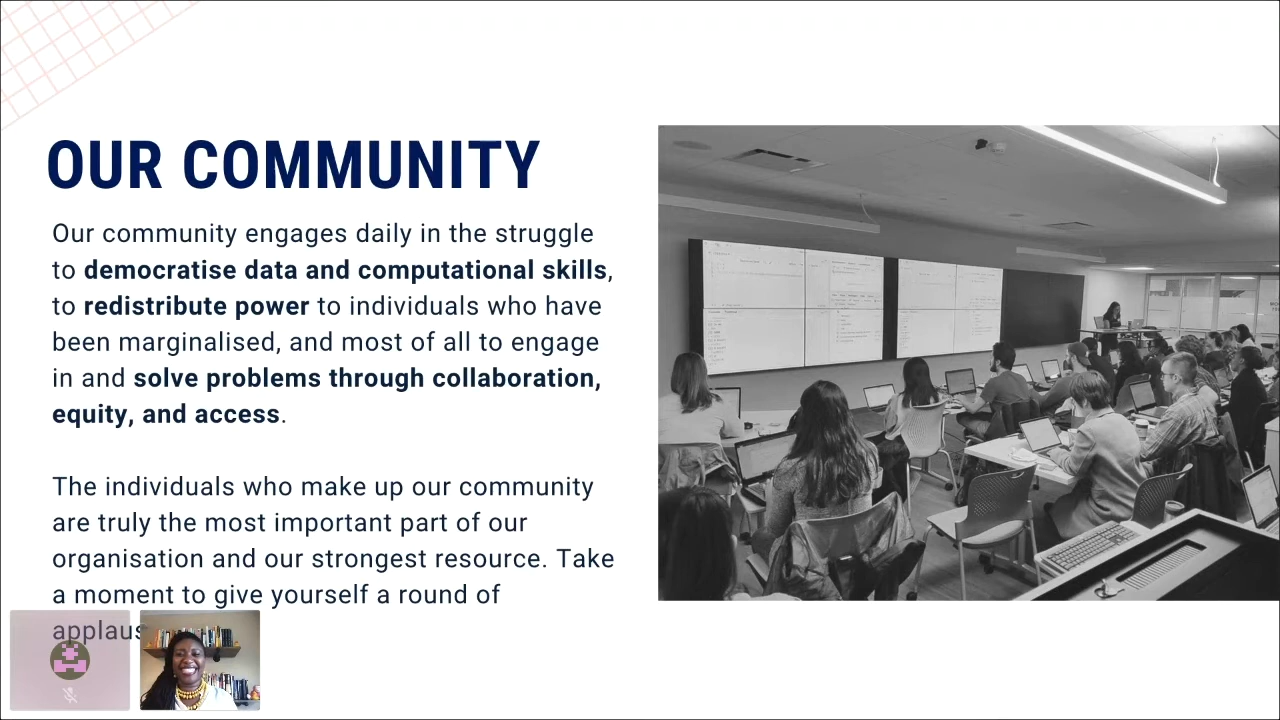 OUR COMMUNITY
Our community engages daily in the struggle
to democratise data and computational skills,
to redistribute power to individuals who have
been marginalised, and most of all to engage
in and solve problems through collaboration,
equity, and access.
The individuals who make up our community
are truly the most important part of our
organisation and our strongest resource. Take
a moment to give yourself a round of